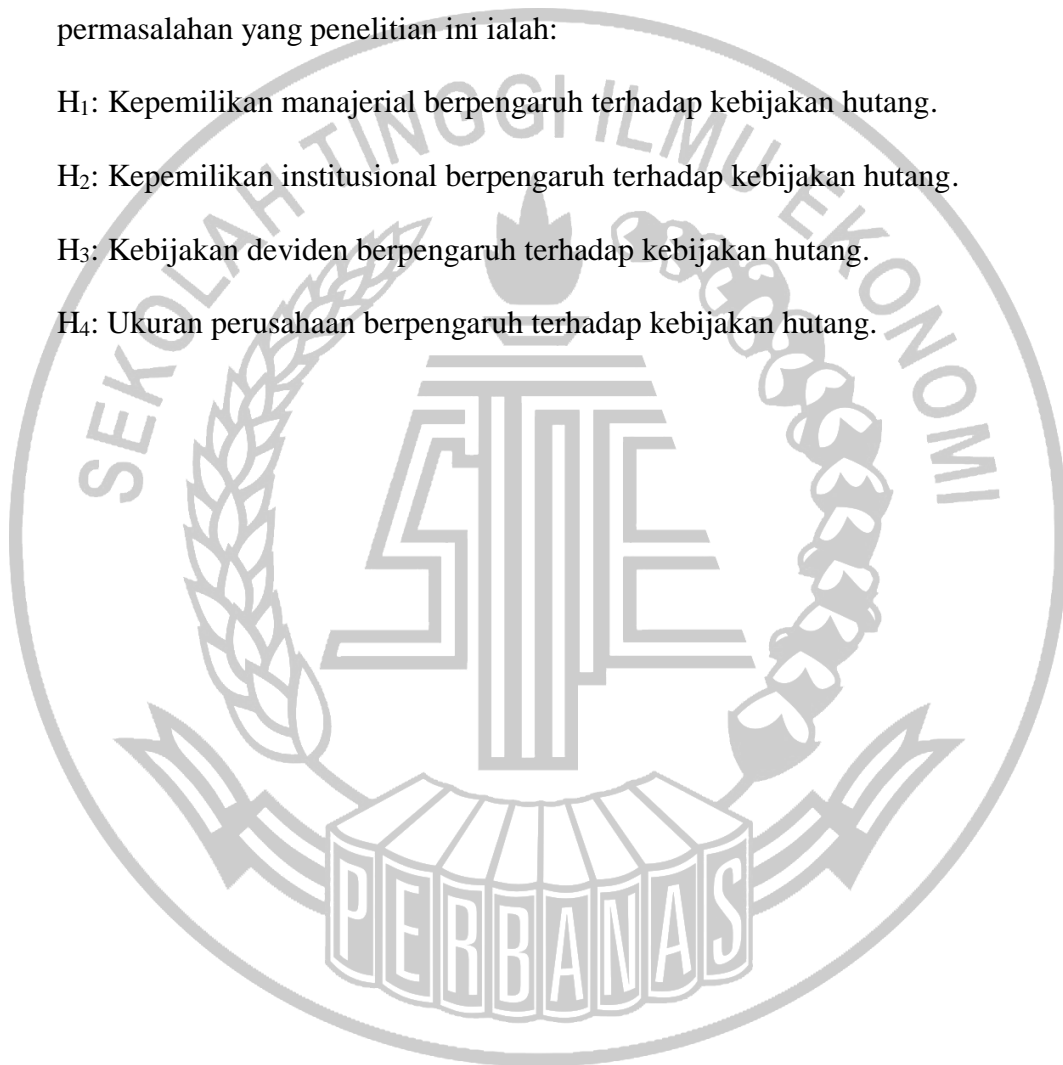 permasalahan yang penelitian ini ialah:
H₁: Kepemilikan manajerial berpengaruh terhadap kebijakan hutang.
H₂: Kepemilikan institusional berpengaruh terhadap kebijakan hutang.
H₃: Kebijakan deviden berpengaruh terhadap kebijakan hutang.
H₄: Ukuran perusahaan berpengaruh terhadap kebijakan hutang.
SEKOLAH TINGGI ILMU EKONOMI
STIE
PERBANAS